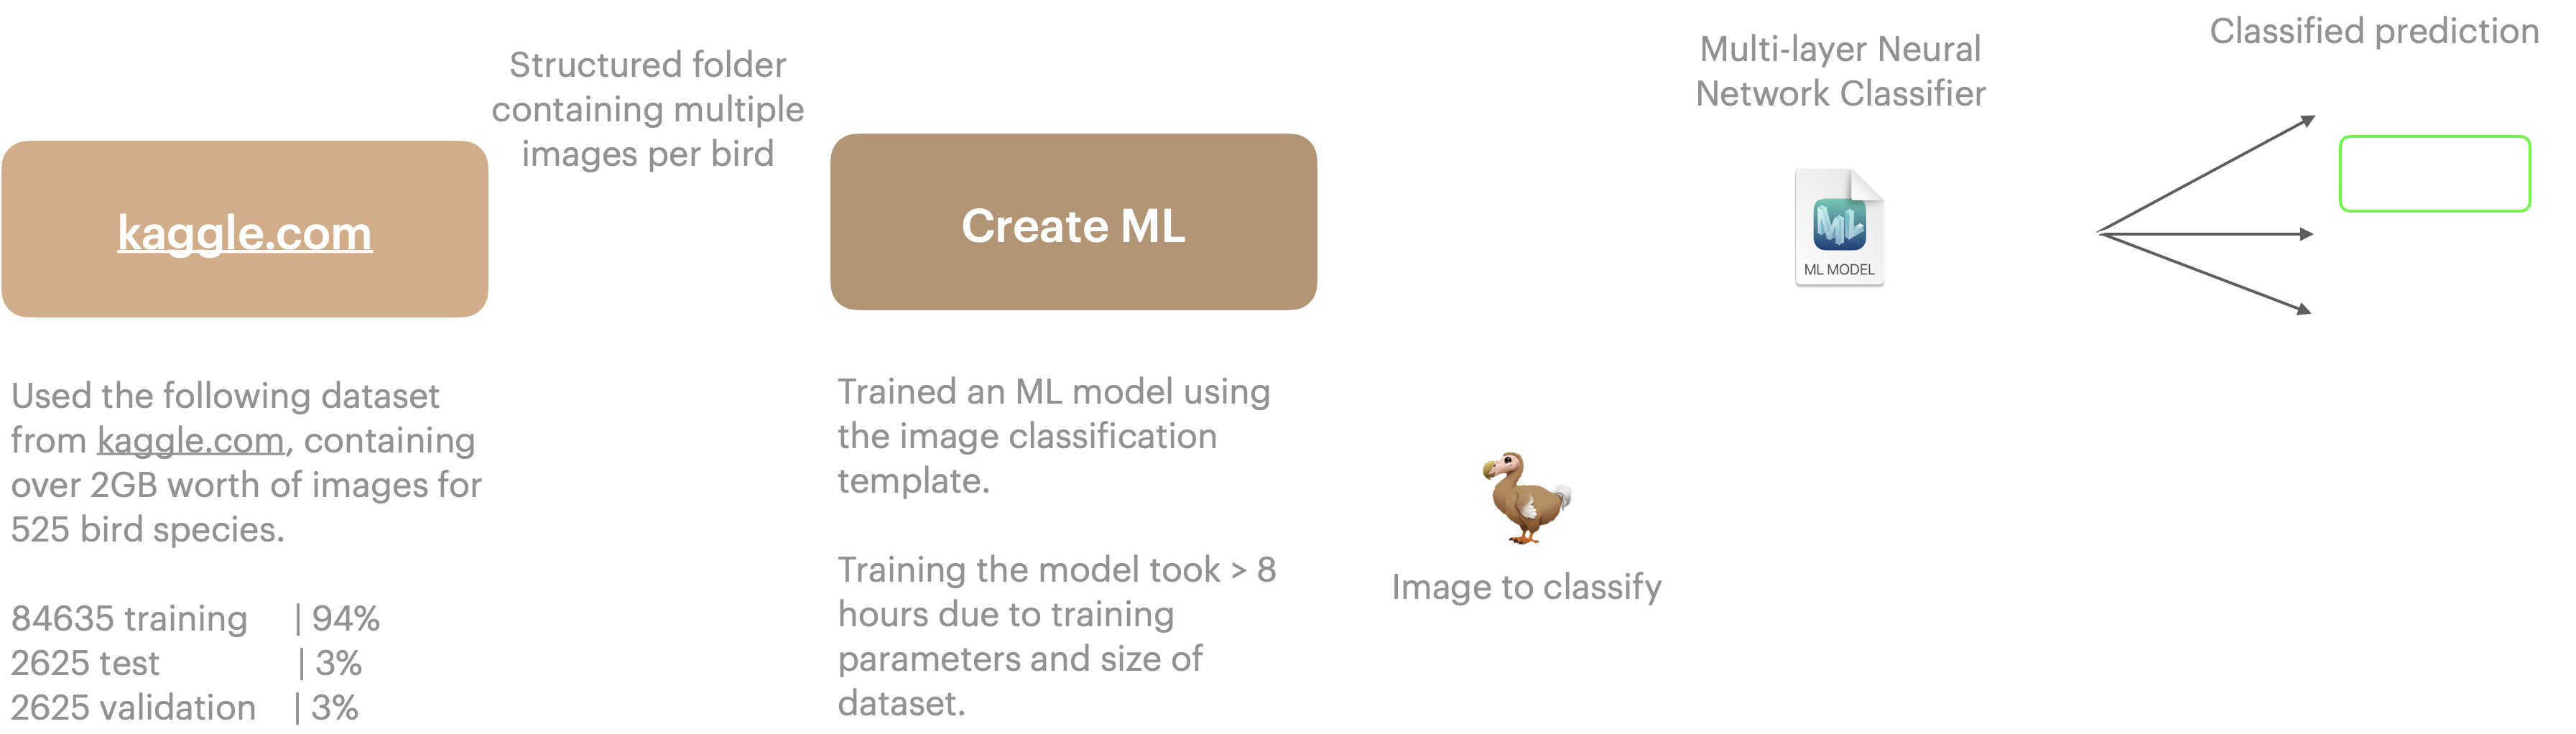 kaggle.com
Used the following dataset
from kaggle.com, containing
over 2GB worth of images for
525 bird species.
84635 training | 94%
2625 test | 3%
2625 validation | 3%
Structured folder
containing multiple
images per bird
Create ML
Trained an ML model using
the image classification
template.
Training the model took > 8
hours due to training
parameters and size of
dataset.
Image to classify
Multi-layer Neural
Network Classifier
ML
ML MODEL
Classified prediction